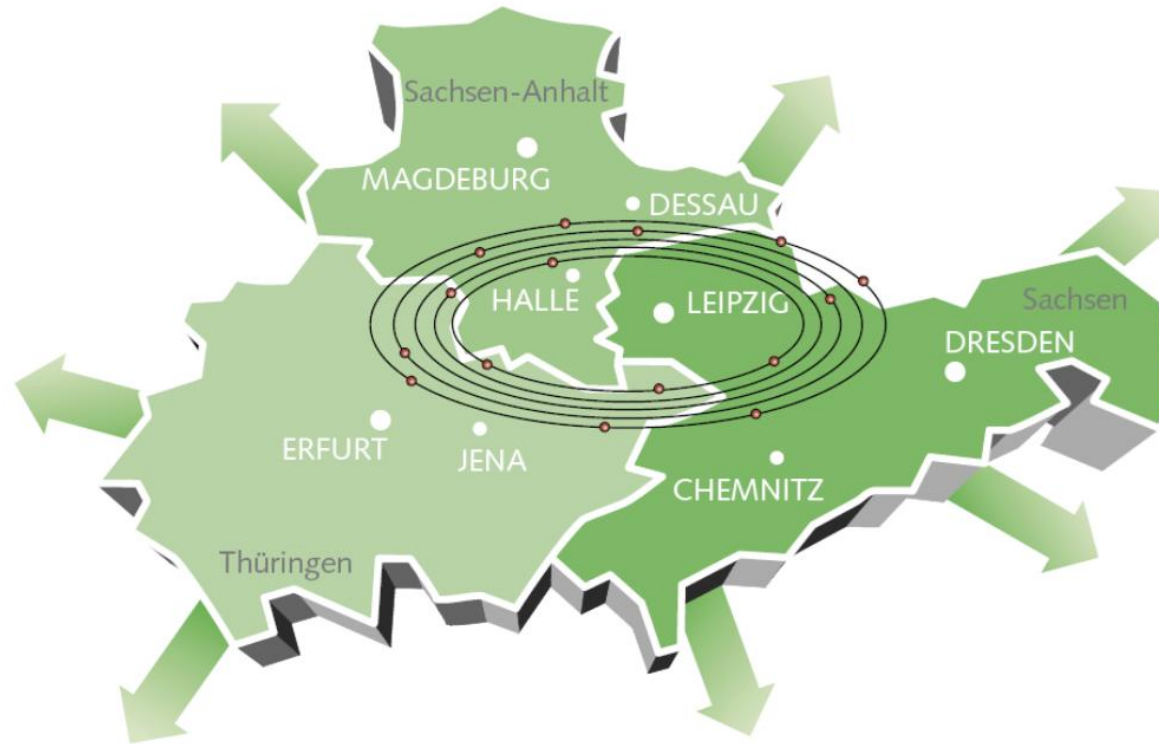 Sachsen-Anhalt
MAGDEBURG
DESSAU
HALLE
LEIPZIG
Sachsen
DRESDEN
ERFURT
JENA
CHEMNITZ
Thüringen